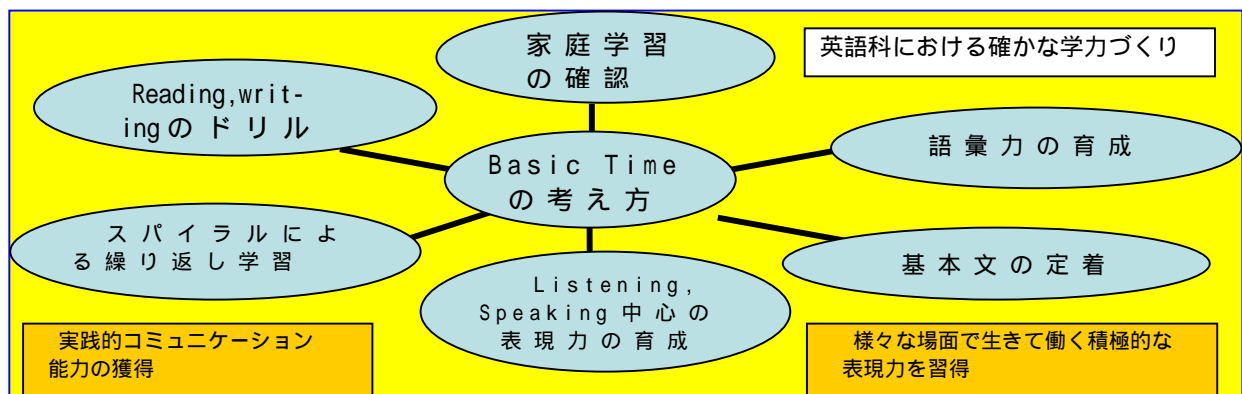 家庭学習
の確認
英語科における確かな学力づくり
Reading,writ-
ingのドリル
語彙力の育成
Basic Time
の考え方
スパイラルによ
る繰り返し学習
基本文の定着
Listening,
Speaking中心の
表現力の育成
実践的コミュニケーション
能力の獲得
様々な場面で生きて働く積極的な
表現力を習得